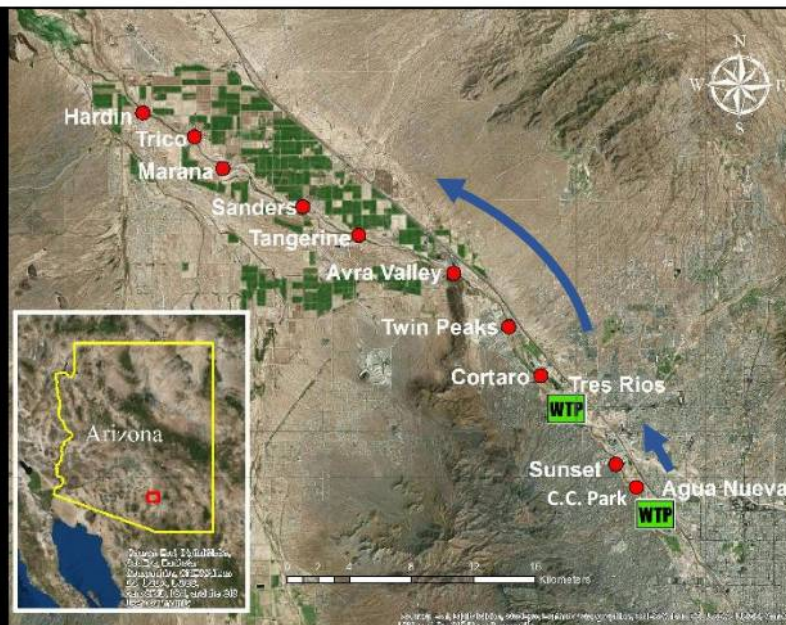 N
W
S
Hardin
Trico
Marana
Sanders
Tangerine
Avra Valley
Twin Peaks
Cortaro
Tres Rios
WTP
Sunset
C.C. Park
Agua Nueva
WTP
Arizona
0 2 4 8 12 16
Kilometers